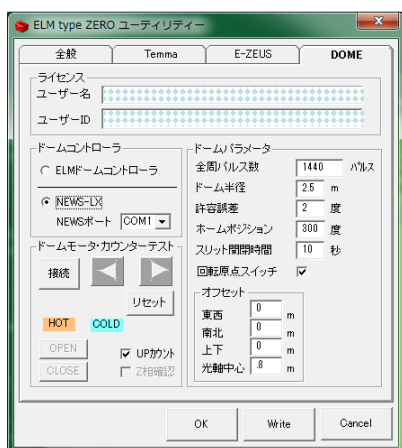 ELM type ZERO ユーティリティー
全般 Temma E-ZEUS DOME
ライセンス
ユーザー名
ユーザーID
ドームコントローラ
ELMドームコントローラ
NEWS-LX
NEWSポート COM1
ドームモータ・カウンターテスト
接続
リセット
HOT COLD
OPEN UPカウント
CLOSE Z相確認
ドームパラメータ
全周パルス数 1440 パルス
ドーム半径 2.5 m
許容誤差 2 度
ホームポジション 300 度
スリット開閉時間 10 秒
回転原点スイッチ
オフセット
東西 0 m
南北 0 m
上下 0 m
光軸中心 .8 m
OK Write Cancel